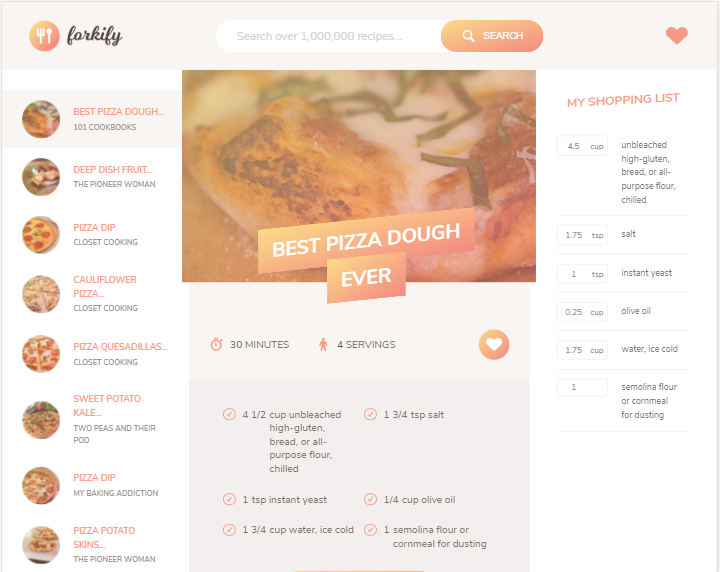 forkify
Search over 1,000,000 recipes...
SEARCH
BEST PIZZA DOUGH...
101 COOKBOOKS
DEEP DISH FRUIT...
THE PIONEER WOMAN
PIZZA DIP
CLOSET COOKING
CAULIFLOWER
PIZZA...
CLOSET COOKING
PIZZA QUESADILLAS...
CLOSET COOKING
SWEET POTATO
KALE...
TWO PEAS AND THEIR
POD
PIZZA DIP
MY BAKING ADDICTION
PIZZA POTATO
SKINS...
THE PIONEER WOMAN
BEST PIZZA DOUGH
EVER
30 MINUTES
4 SERVINGS
4 1/2 cup unbleached
high-gluten,
bread, or all-
purpose flour,
chilled
1 3/4 tsp salt
1 tsp instant yeast
1/4 cup olive oil
1 3/4 cup water, ice cold
1 semolina flour or
cornmeal for dusting
MY SHOPPING LIST
4.5 cup unbleached
high-gluten,
bread, or all-
purpose flour,
chilled
1.75 tsp salt
1 tsp instant yeast
0.25 cup olive oil
1.75 cup water, ice cold
1 semolina flour
or cornmeal
for dusting